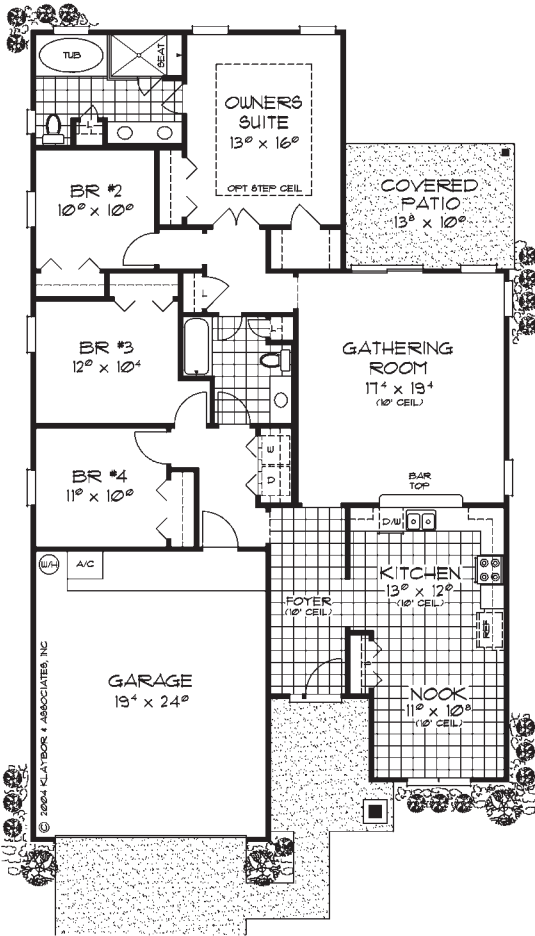 TUB
SEAT
L
OWNERS
SUITE
13⁰ x 16⁰
OPT STEP CEIL
BR #2
10⁰ x 10⁰
COVERED
PATIO
13⁸ x 10⁰
L
L
BR #3
12⁰ x 10⁴
GATHERING
ROOM
17⁴ x 19⁴
(10' CEIL)
BR #4
11⁰ x 10⁰
W
D
BAR
TOP
D/W
W/H
A/C
KITCHEN
13⁰ x 12⁰
(10' CEIL)
FOYER
(10' CEIL)
REF
P
GARAGE
19⁴ x 24⁰
NOOK
11⁰ x 10⁸
(10' CEIL)
© 2004 KLAYBOR & ASSOCIATES, INC